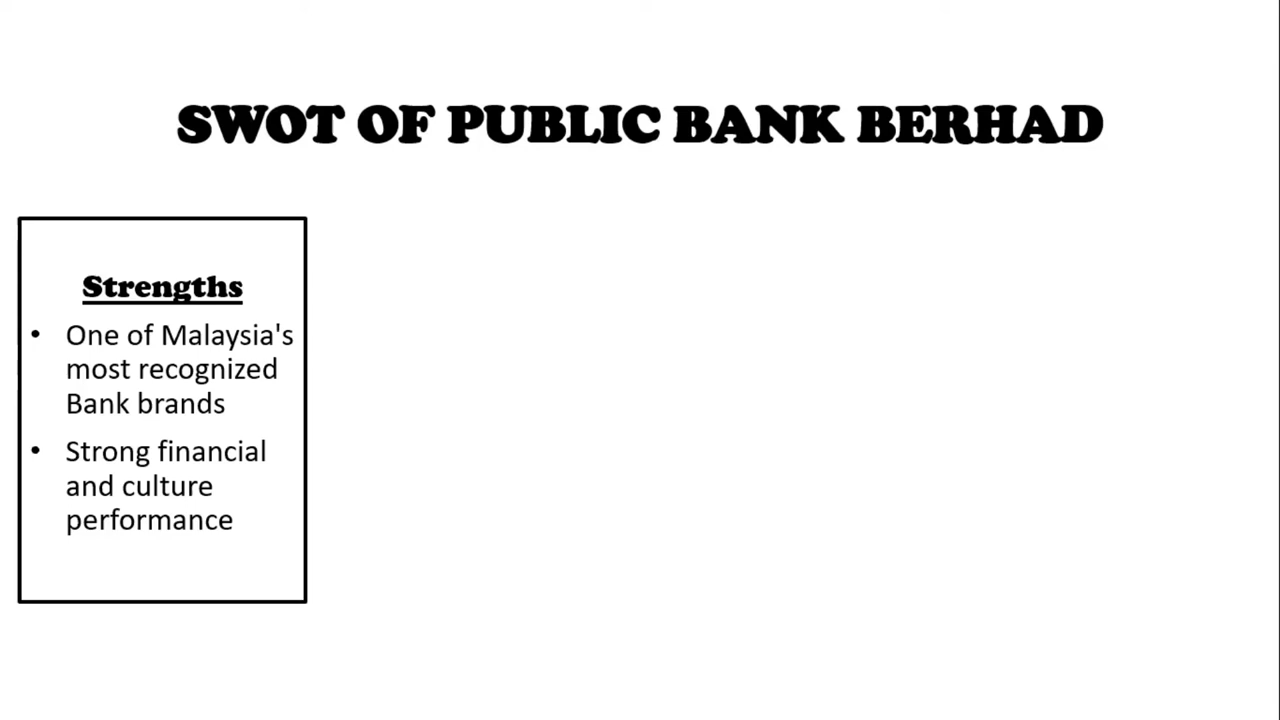 SWOT OF PUBLIC BANK BERHAD
Strengths
• One of Malaysia's
most recognized
Bank brands
• Strong financial
and culture
performance